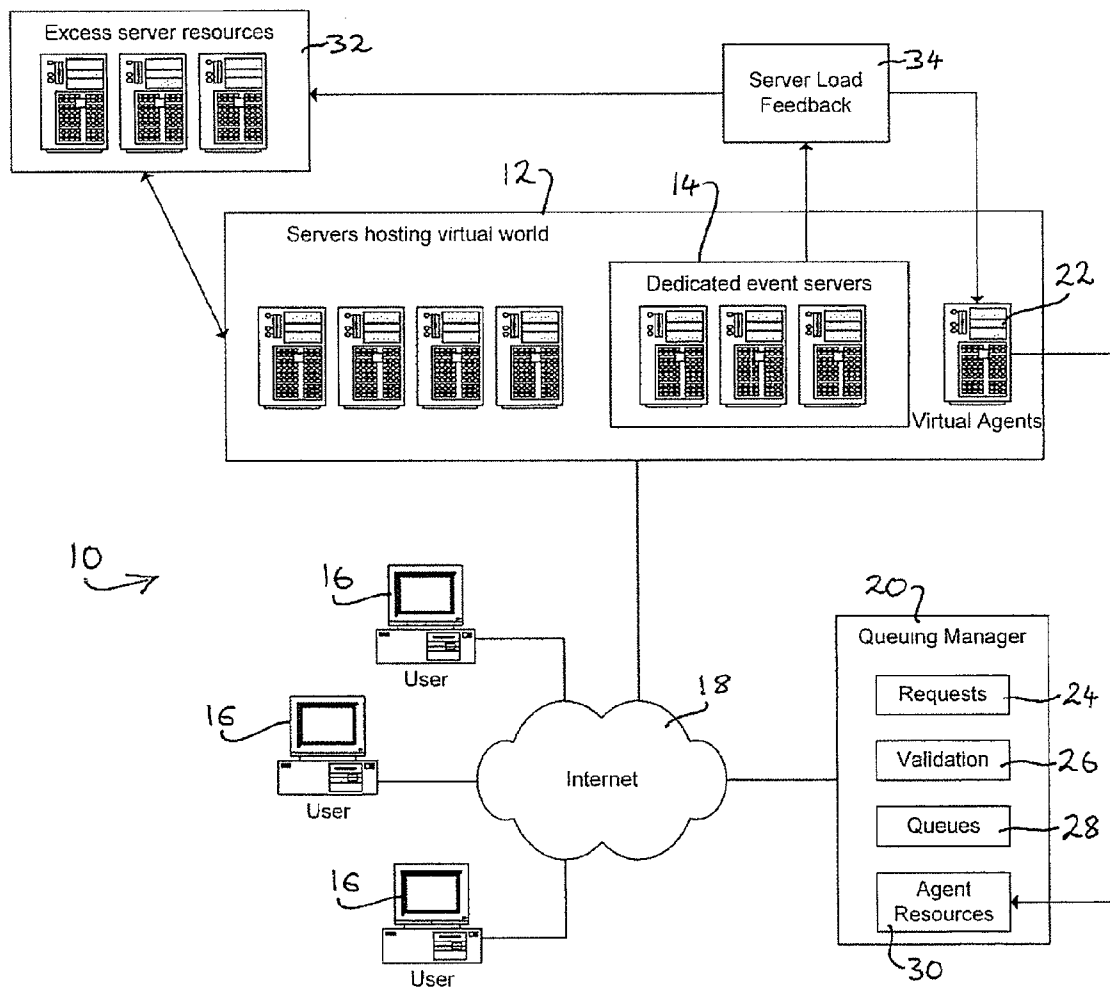 Excess server resources
32
34
Server Load
Feedback
12
14
Servers hosting virtual world
Dedicated event servers
22
Virtual Agents
10
16
User
20
Queuing Manager
Requests
24
18
16
User
Internet
Validation
26
Queues
28
16
User
Agent
Resources
30